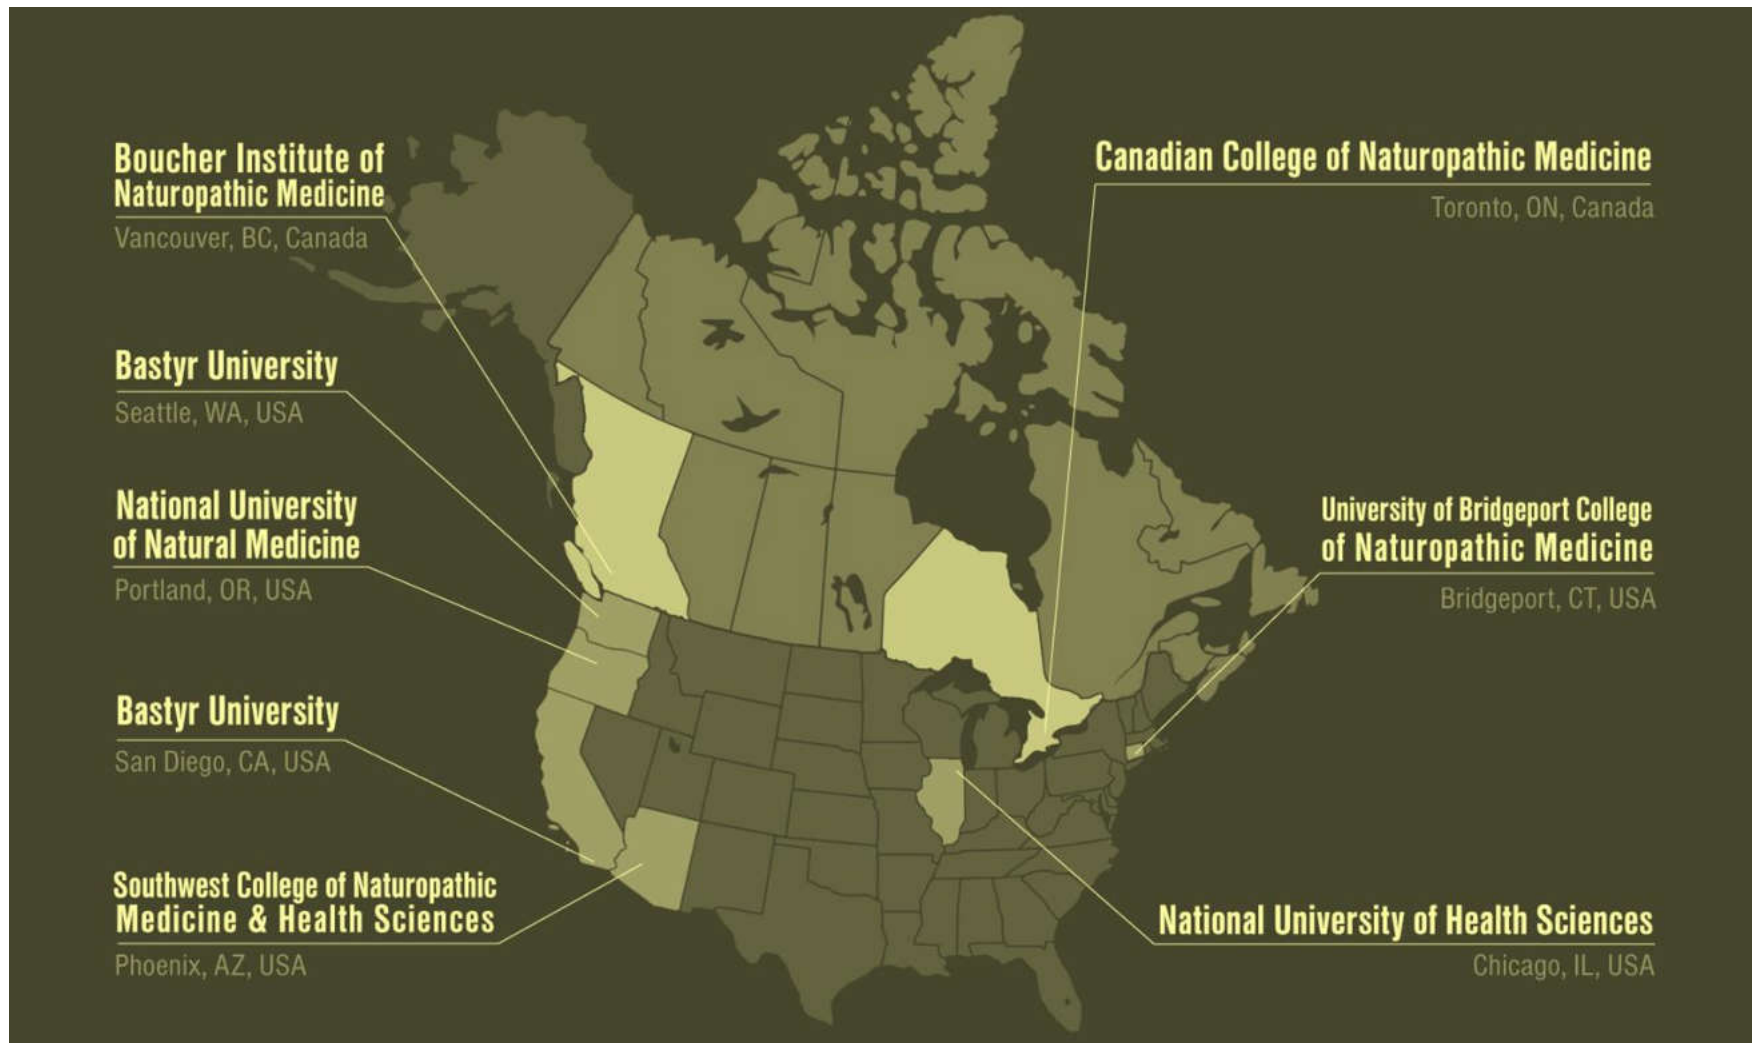 Boucher Institute of
Naturopathic Medicine
Vancouver, BC, Canada
Bastyr University
Seattle, WA, USA
National University
of Natural Medicine
Portland, OR, USA
Bastyr University
San Diego, CA, USA
Southwest College of Naturopathic
Medicine & Health Sciences
Phoenix, AZ, USA
Canadian College of Naturopathic Medicine
Toronto, ON, Canada
University of Bridgeport College
of Naturopathic Medicine
Bridgeport, CT, USA
National University of Health Sciences
Chicago, IL, USA